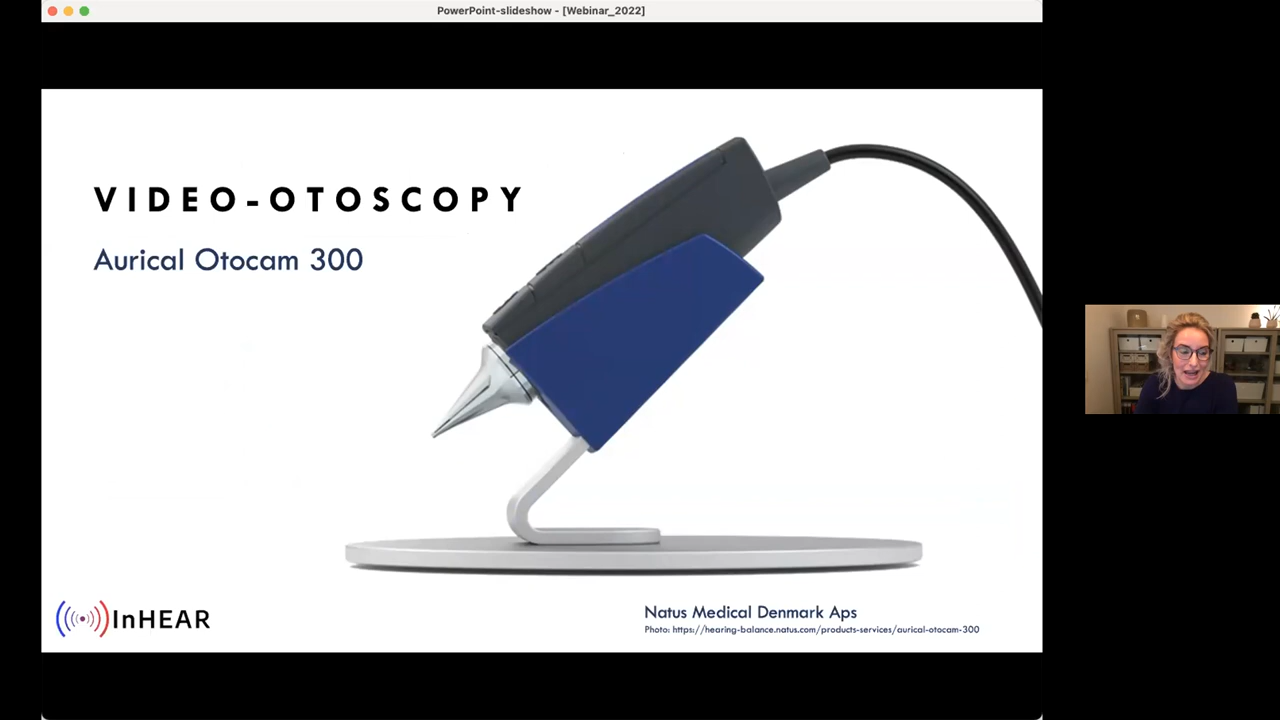 PowerPoint-slideshow - [Webinar_2022]
VIDEO-OTOSCOPY
Aurical Otocam 300
InHEAR
Natus Medical Denmark Aps
Photo: https://hearing-balance.natus.com/products-services/aurical-otocam-300